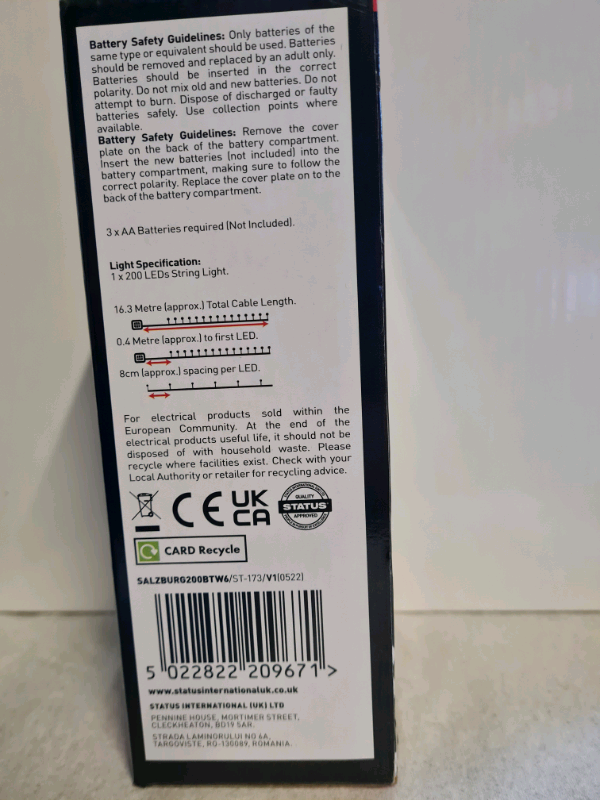 Battery Safety Guidelines: Only batteries of the
same type or equivalent should be used. Batteries
should be removed and replaced by an adult only.
Batteries should be inserted in the correct
polarity. Do not mix old and new batteries. Do not
attempt to burn. Dispose of discharged or faulty
batteries safely. Use collection points where
available.
Battery Safety Guidelines: Remove the cover
plate on the back of the battery compartment.
Insert the new batteries (not included) into the
battery compartment, making sure to follow the
correct polarity. Replace the cover plate on to the
back of the battery compartment.
3 x AA Batteries required (Not Included).
Light Specification:
1 x 200 LEDs String Light.
16.3 Metre (approx.) Total Cable Length.
0.4 Metre (approx.) to first LED.
8cm (approx.) spacing per LED.
For electrical products sold within the
European Community. At the end of the
electrical products useful life, it should not be
disposed of with household waste. Please
recycle where facilities exist. Check with your
Local Authority or retailer for recycling advice.
CE UK
CA
QUALITY
STATUS
APPROVED
CARD Recycle
SALZBURG200BTW6/ST-173/V1(0522)
5 022822 209671 >
www.statusinternationaluk.co.uk
STATUS INTERNATIONAL (UK) LTD
PENNINE HOUSE, MORTIMER STREET,
CLECKHEATON, BD19 5AR.
STRADA LAMINORULUI NO 6A,
TARGOVISTE, RO-130089, ROMANIA.